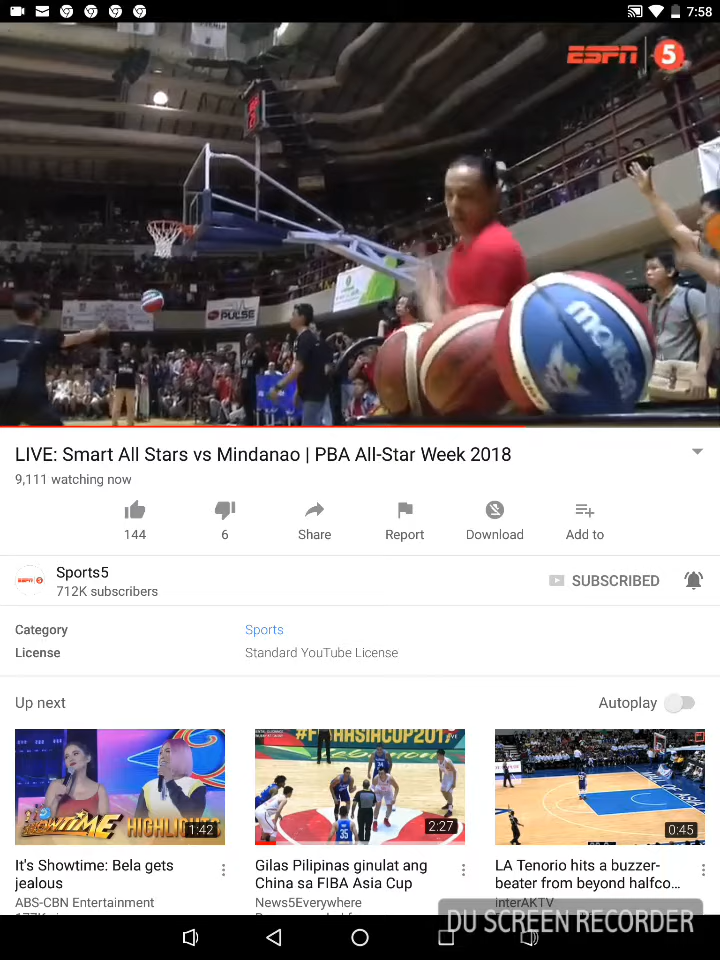 7:58
ESPN 5
PULSE
molten
LIVE: Smart All Stars vs Mindanao | PBA All-Star Week 2018
9,111 watching now
144
6
Share
Report
Download
Add to
Sports5
712K subscribers
SUBSCRIBED
Category
Sports
License
Standard YouTube License
Up next
Autoplay
SHOWTIME HIGHLIGHTS
1:42
2:27
0:45
It's Showtime: Bela gets
jealous
ABS-CBN Entertainment
Gilas Pilipinas ginulat ang
China sa FIBA Asia Cup
News5Everywhere
LA Tenorio hits a buzzer-
beater from beyond halfco...
interAKTV
DU SCREEN RECORDER